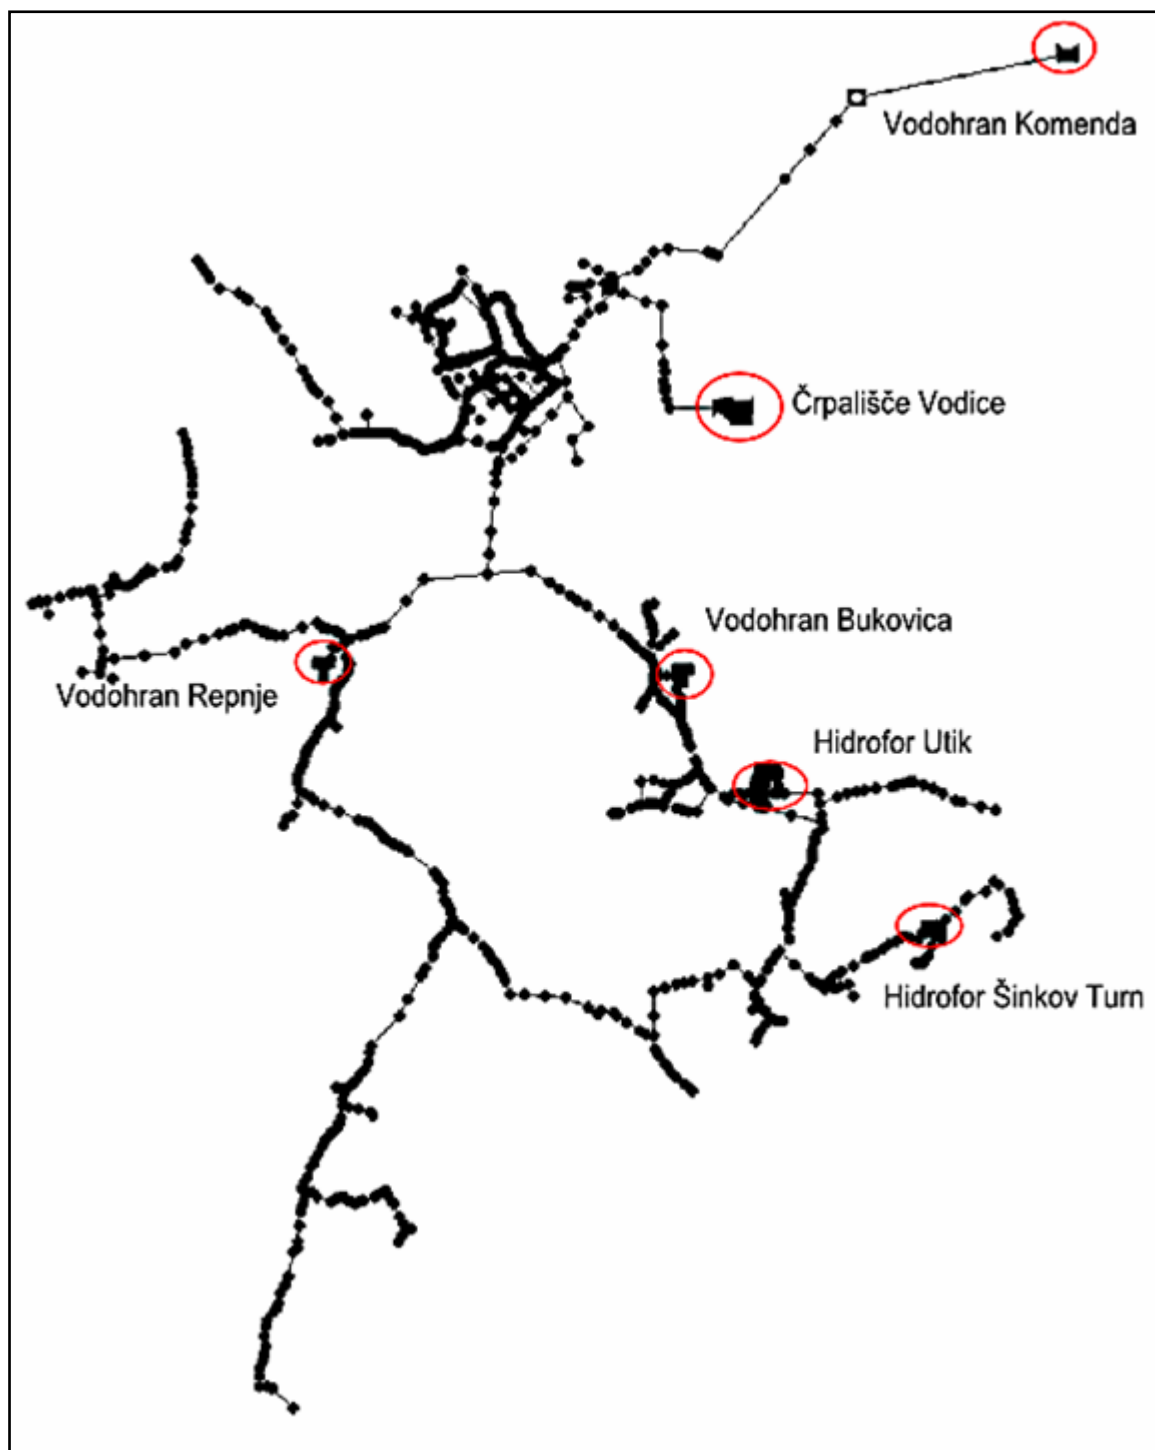 Vodohran Komenda
Črpališče Vodice
Vodohran Bukovica
Vodohran Repnje
Hidrofor Utik
Hidrofor Šinkov Turn